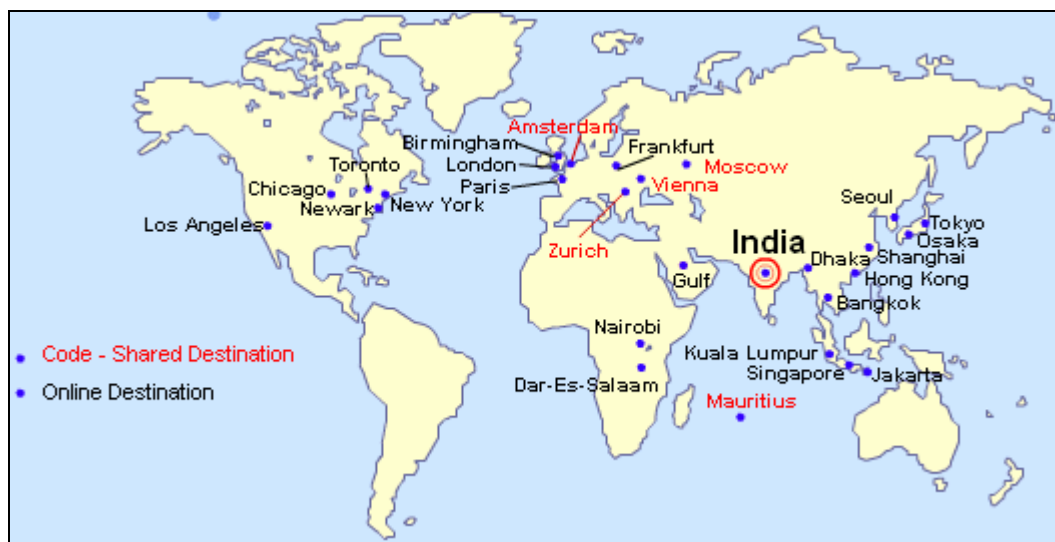 Amsterdam
Birmingham
Frankfurt
London
Toronto
Moscow
Paris
Vienna
Chicago
Newark
New York
Seoul
Los Angeles
Tokyo
Osaka
Zurich
India
Dhaka
Shanghai
Gulf
Hong Kong
Bangkok
Nairobi
Code - Shared Destination
Kuala Lumpur
Singapore
Jakarta
Dar-Es-Salaam
Online Destination
Mauritius